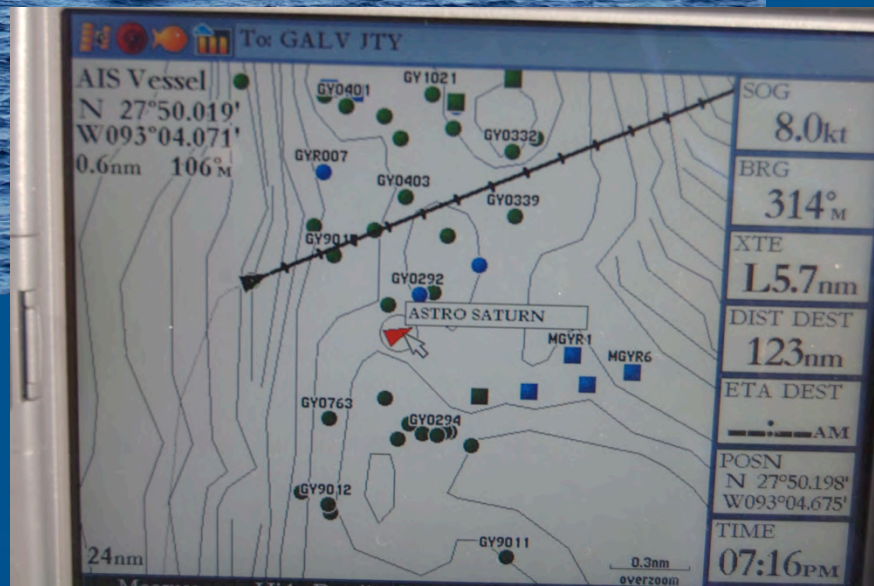 To: GALV JTY
AIS Vessel
N 27°50.019'
W093°04.071'
0.6nm 106°M
GY0401
GY1021
GY0332
GYR007
GY0403
GY0339
GY0292
ASTRO SATURN
MGYR1
MGYR6
GY0763
GY0294
GY9012
GY9011
24nm
0.3nm
overzoom
SOG
8.0kt
BRG
314°M
XTE
L5.7nm
DIST DEST
123nm
ETA DEST
--:--AM
POSN
N 27°50.198'
W093°04.675'
TIME
07:16PM